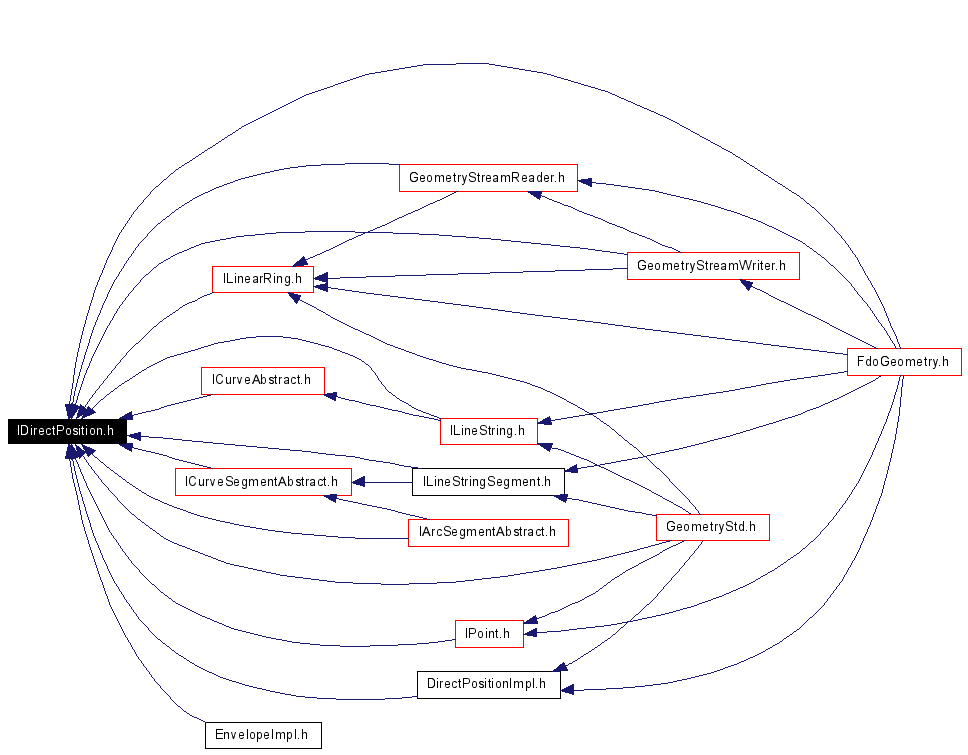 GeometryStreamReader.h
GeometryStreamWriter.h
ILinearRing.h
FdoGeometry.h
ICurveAbstract.h
IDirectPosition.h
ILineString.h
ICurveSegmentAbstract.h
ILineStringSegment.h
GeometryStd.h
IArcSegmentAbstract.h
IPoint.h
DirectPositionImpl.h
EnvelopeImpl.h